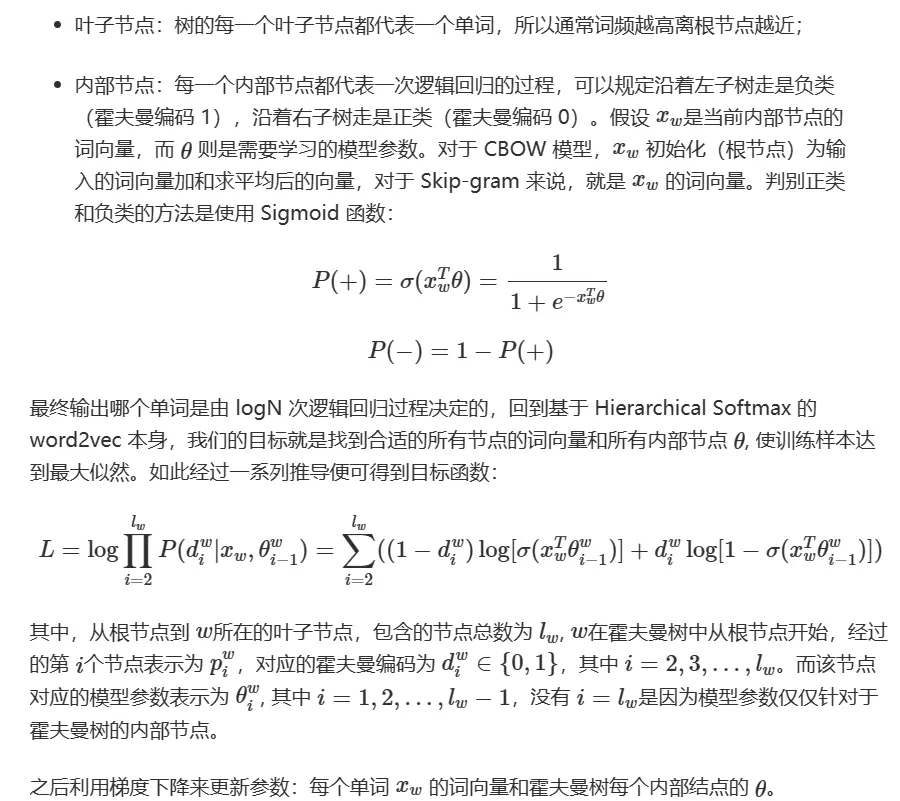 • 叶子节点：树的每一个叶子节点都代表一个单词，所以通常词频越高离根节点越近；
• 内部节点：每一个内部节点都代表一次逻辑回归的过程，可以规定沿着左子树走是负类
（霍夫曼编码 1），沿着右子树走是正类（霍夫曼编码 0）。假设 $x_w$是当前内部节点的
词向量，而 $\theta$ 则是需要学习的模型参数。对于 CBOW 模型，$x_w$ 初始化（根节点）为输
入的词向量加和求平均后的向量，对于 Skip-gram 来说，就是 $x_w$ 的词向量。判别正类
和负类的方法是使用 Sigmoid 函数：
$P(+) = \sigma(x_w^T\theta) = \frac{1}{1 + e^{-x_w^T\theta}}$
$P(-) = 1 - P(+)$
最终输出哪个单词是由 logN 次逻辑回归过程决定的，回到基于 Hierarchical Softmax 的
word2vec 本身，我们的目标就是找到合适的所有节点的词向量和所有内部节点 $\theta$, 使训练样本达
到最大似然。如此经过一系列推导便可得到目标函数：
$L = \log \prod_{i=2}^{l_w} P(d_i^w | x_w, \theta_{i-1}^w) = \sum_{i=2}^{l_w} ((1 - d_i^w) \log[\sigma(x_w^T\theta_{i-1}^w)] + d_i^w \log[1 - \sigma(x_w^T\theta_{i-1}^w)])$
其中，从根节点到 $w$所在的叶子节点，包含的节点总数为 $l_w$, $w$在霍夫曼树中从根节点开始，经过
的第 $i$个节点表示为 $p_i^w$，对应的霍夫曼编码为 $d_i^w \in \{0, 1\}$，其中 $i = 2, 3, \ldots, l_w$。而该节点
对应的模型参数表示为 $\theta_i^w$, 其中 $i = 1, 2, \ldots, l_w - 1$，没有 $i = l_w$是因为模型参数仅仅针对于
霍夫曼树的内部节点。
之后利用梯度下降来更新参数：每个单词 $x_w$ 的词向量和霍夫曼树每个内部结点的 $\theta$。